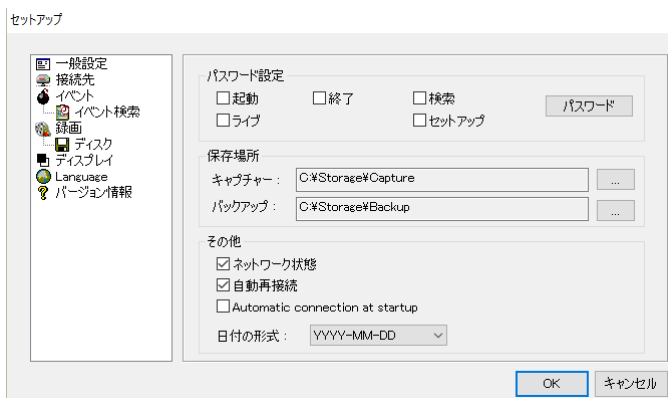 セットアップ
一般設定
接続先
イベント
イベント検索
録画
ディスク
ディスプレイ
Language
バージョン情報
パスワード設定
起動 終了 検索
ライブ セットアップ
パスワード
保存場所
キャプチャー : C:¥Storage¥Capture ...
バックアップ : C:¥Storage¥Backup ...
その他
ネットワーク状態
自動再接続
Automatic connection at startup
日付の形式 : YYYY-MM-DD
OK キャンセル